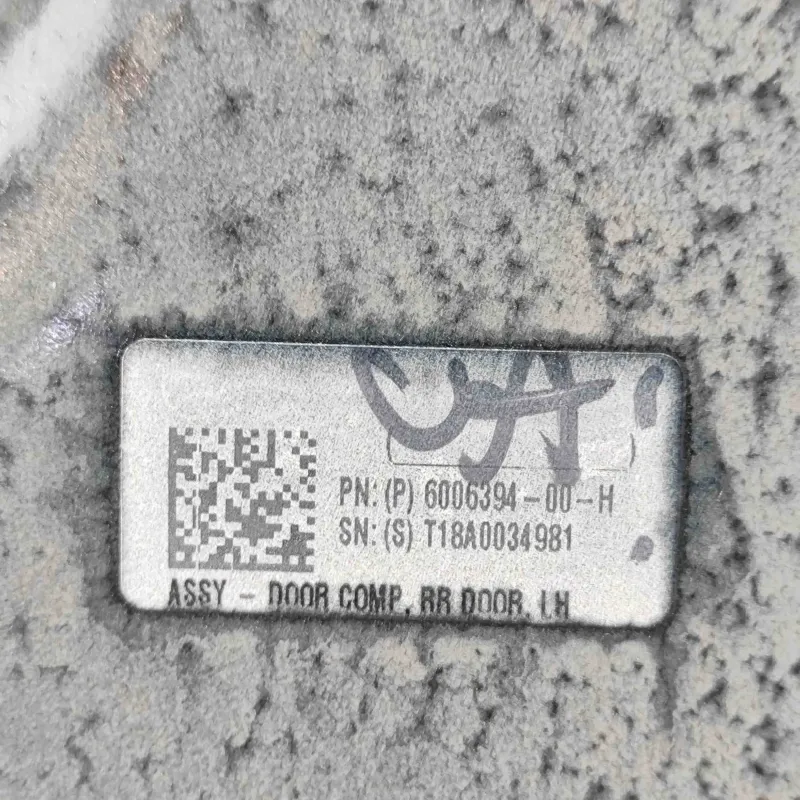 PN: (P) 6006394-00-H
SN: (S) T18A0034981
ASSY - DOOR COMP, RR DOOR, LH